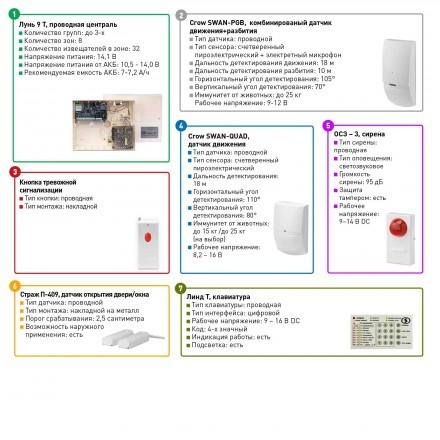 1
Лунь 9 Т, проводная централь
Количество групп: до 3-х
Количество зон: 8
Количество извещателей в зоне: 32
Напряжение питания: 14,1 В
Напряжение питания от АКБ: 10,5 - 14,0 В
Рекомендуемая емкость АКБ: 7-7,2 А/ч
2
Crow SWAN-PGB, комбинированый датчик
движения+разбития
Тип датчика: проводной
Тип сенсора: счетверенный
пироэлектрический + электретный микрофон
Дальность детектирования движения: 18 м
Дальность детектирования разбития: 10 м
Горизонтальный угол детектирования: 105°
Вертикальный угол детектирования: 70°
Иммунитет от животных: до 25 кг
Рабочее напряжение: 9-12 В
3
Кнопка тревожной
сигнализации
Тип кнопки: проводная
Тип монтажа: накладной
4
Crow SWAN-QUAD,
датчик движения
Тип датчика: проводной
Тип сенсора: счетверенный
пироэлектрический
Дальность детектирования:
18 м
Горизонтальный угол
детектирования: 110°
Вертикальный угол
детектирования: 80°
Иммунитет от животных:
до 15 кг /до 25 кг
(на выбор)
Рабочее напряжение:
8,2 – 16 В
5
ОСЗ – 3, сирена
Тип сирены:
проводная
Тип оповещения:
светозвуковой
Громкость
сирены: 95 дБ
Защита
тампером: есть
Рабочее
напряжение:
9–14 В DC
6
Страж П-409, датчик открытия двери/окна
Тип датчика: проводной
Тип монтажа: накладной на металл
Порог срабатывания: 2,5 сантиметра
Возможность наружного
применения: есть
7
Линд Т, клавиатура
Тип клавиатуры: проводной
Тип интерфейса: цифровой
Рабочее напряжение: 9 – 16 В DC
Код: 4-х значный
Индикация работы: есть
Подсветка: есть